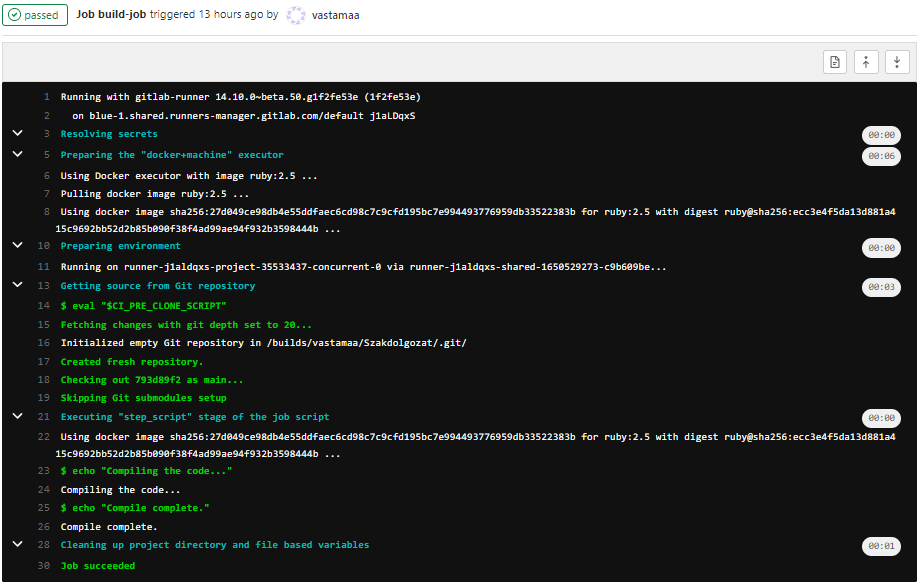 passed Job build-job triggered 13 hours ago by vastamaa
1 Running with gitlab-runner 14.10.0~beta.50.g1f2fe53e (1f2fe53e)
2 on blue-1.shared.runners-manager.gitlab.com/default j1aLDqxS
3 Resolving secrets 00:00
5 Preparing the "docker+machine" executor 00:06
6 Using Docker executor with image ruby:2.5 ...
7 Pulling docker image ruby:2.5 ...
8 Using docker image sha256:27d049ce98db4e55ddfaec6cd98c7c9cfd195bc7e994493776959db33522383b for ruby:2.5 with digest ruby@sha256:ecc3e4f5da13d881a4
15c9692bb52d2b85b090f38f4ad99ae94f932b3598444b ...
10 Preparing environment 00:00
11 Running on runner-j1aldqxs-project-35533437-concurrent-0 via runner-j1aldqxs-shared-1650529273-c9b609be...
13 Getting source from Git repository 00:03
14 $ eval "$CI_PRE_CLONE_SCRIPT"
15 Fetching changes with git depth set to 20...
16 Initialized empty Git repository in /builds/vastamaa/Szakdolgozat/.git/
17 Created fresh repository.
18 Checking out 793d89f2 as main...
19 Skipping Git submodules setup
21 Executing "step_script" stage of the job script 00:00
22 Using docker image sha256:27d049ce98db4e55ddfaec6cd98c7c9cfd195bc7e994493776959db33522383b for ruby:2.5 with digest ruby@sha256:ecc3e4f5da13d881a4
15c9692bb52d2b85b090f38f4ad99ae94f932b3598444b ...
23 $ echo "Compiling the code..."
24 Compiling the code...
25 $ echo "Compile complete."
26 Compile complete.
28 Cleaning up project directory and file based variables 00:01
30 Job succeeded